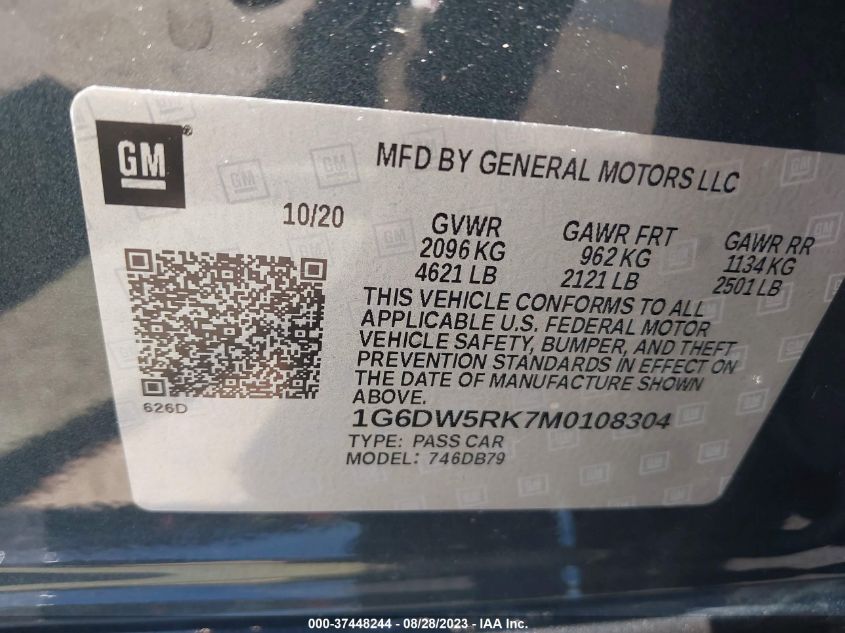 GM ®
MFD BY GENERAL MOTORS LLC
10/20
GVWR GAWR FRT GAWR RR
2096 KG 962 KG 1134 KG
4621 LB 2121 LB 2501 LB
THIS VEHICLE CONFORMS TO ALL
APPLICABLE U.S. FEDERAL MOTOR
VEHICLE SAFETY, BUMPER, AND THEFT
PREVENTION STANDARDS IN EFFECT ON
THE DATE OF MANUFACTURE SHOWN
ABOVE.
626D
1G6DW5RK7M0108304
TYPE: PASS CAR
MODEL: 746DB79
000-37448244 - 08/28/2023 - © IAA Inc.